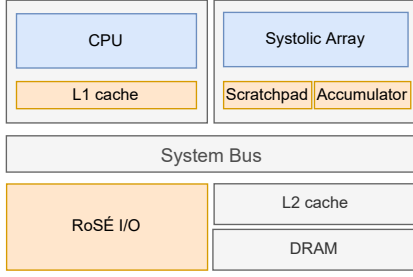 CPU
Systolic Array
L1 cache
Scratchpad
Accumulator
System Bus
RoSÉ I/O
L2 cache
DRAM